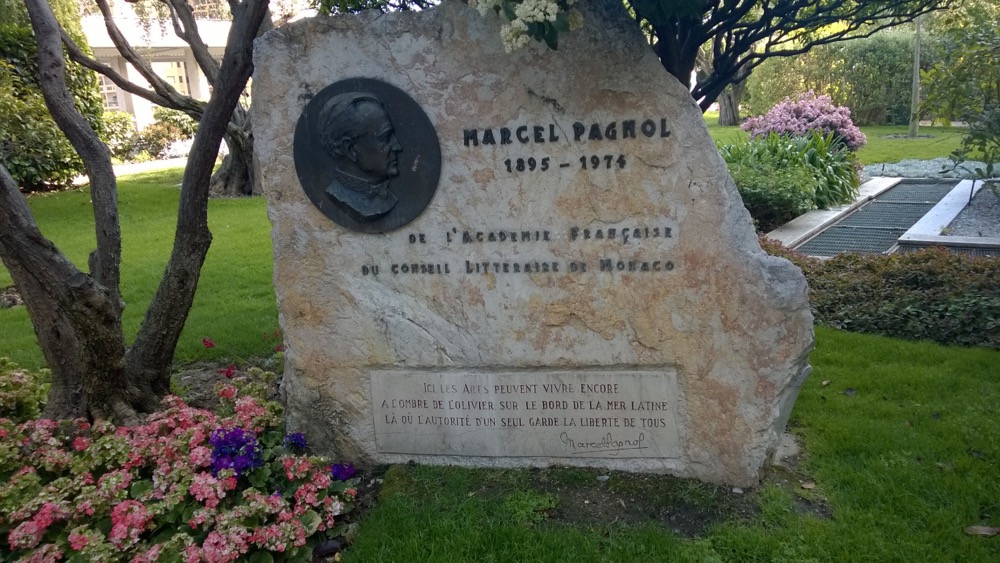 MARCEL PAGNOL
1895 - 1974
DE L'ACADEMIE FRANÇAISE
DU CONSEIL LITTERAIRE DE MONACO
ICI LES ARTS PEUVENT VIVRE ENCORE
A L'OMBRE DE L'OLIVIER SUR LE BORD DE LA MER LATINE
LÀ OÙ L'AUTORITÉ D'UN SEUL GARDE LA LIBERTE DE TOUS
Marcel Pagnol